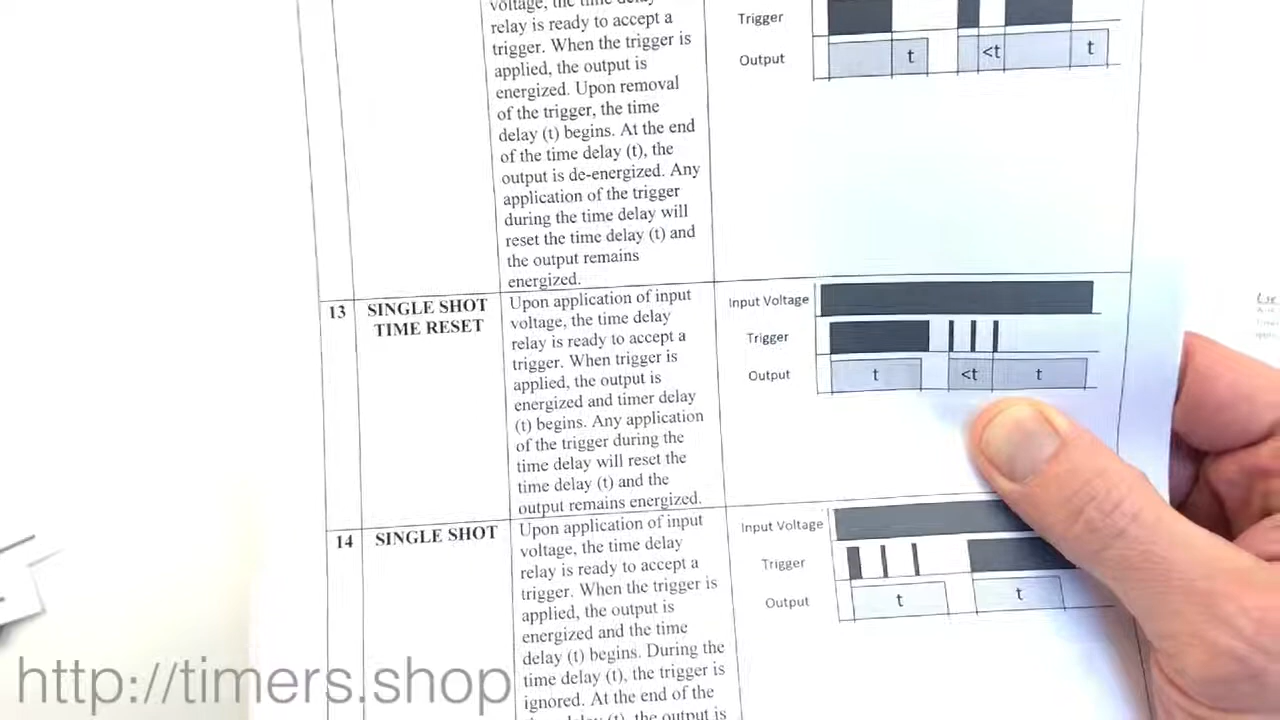 voltage, the time delay
relay is ready to accept a
trigger. When the trigger is
applied, the output is
energized. Upon removal
of the trigger, the time
delay (t) begins. At the end
of the time delay (t), the
output is de-energized. Any
application of the trigger
during the time delay will
reset the time delay (t) and
the output remains
energized.
Trigger
Output
t
<t
t
13
SINGLE SHOT
TIME RESET
Upon application of input
voltage, the time delay
relay is ready to accept a
trigger. When trigger is
applied, the output is
energized and timer delay
(t) begins. Any application
of the trigger during the
time delay will reset the
time delay (t) and the
output remains energized.
Input Voltage
Trigger
Output
t
<t
t
14
SINGLE SHOT
Upon application of input
voltage, the time delay
relay is ready to accept a
trigger. When the trigger is
applied, the output is
energized and the time
delay (t) begins. During the
time delay (t), the trigger is
ignored. At the end of the
time delay (t), the output is
Input Voltage
Trigger
Output
t
t
http://timers.shop